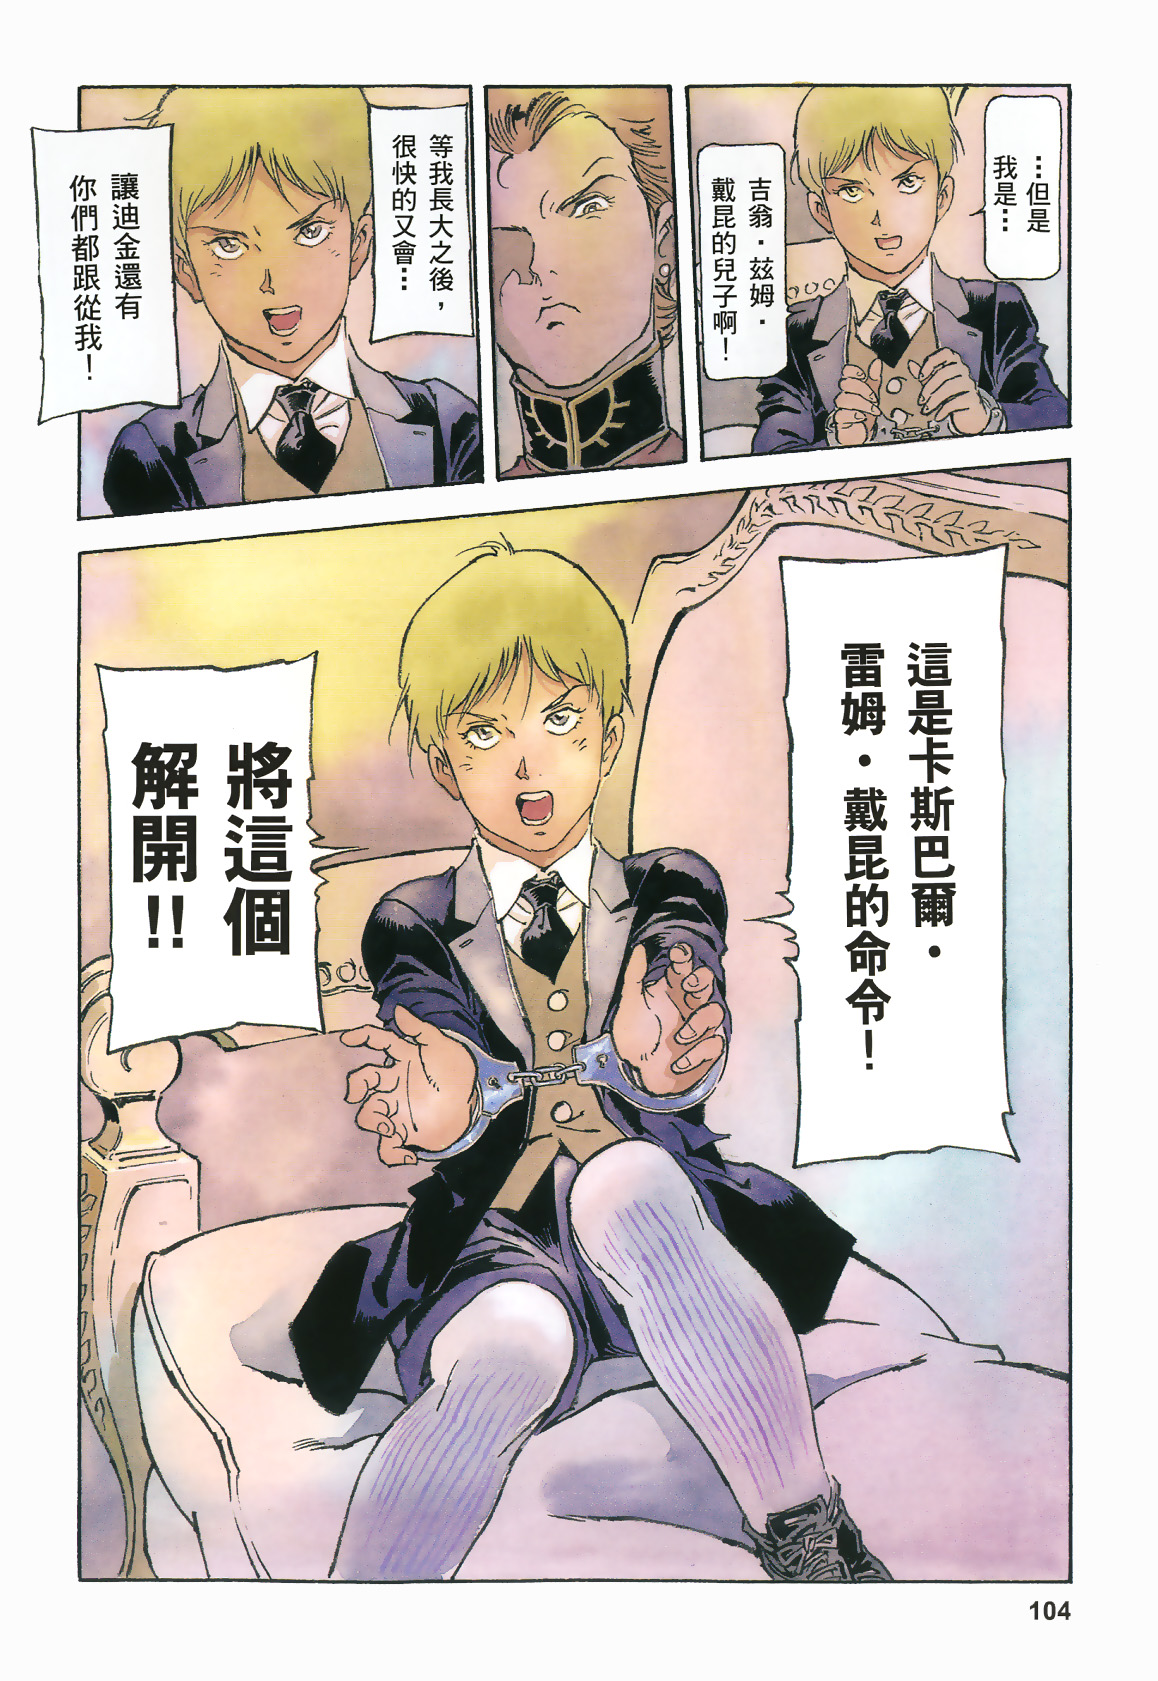 …但是
我是…
吉翁．茲姆．
戴昆的兒子啊！
等我長大之後，
很快的又會…
讓迪金還有
你們都跟從我！
這是卡斯巴爾．
雷姆．戴昆的命令！
將這個
解開!!
104